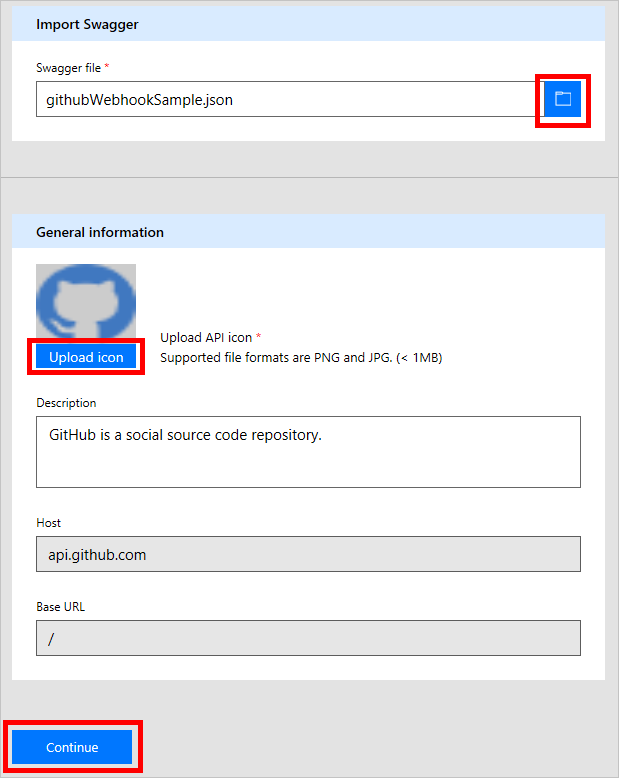 Import Swagger
Swagger file *
githubWebhookSample.json
General information
Upload icon
Upload API icon *
Supported file formats are PNG and JPG. (< 1MB)
Description
GitHub is a social source code repository.
Host
api.github.com
Base URL
/
Continue